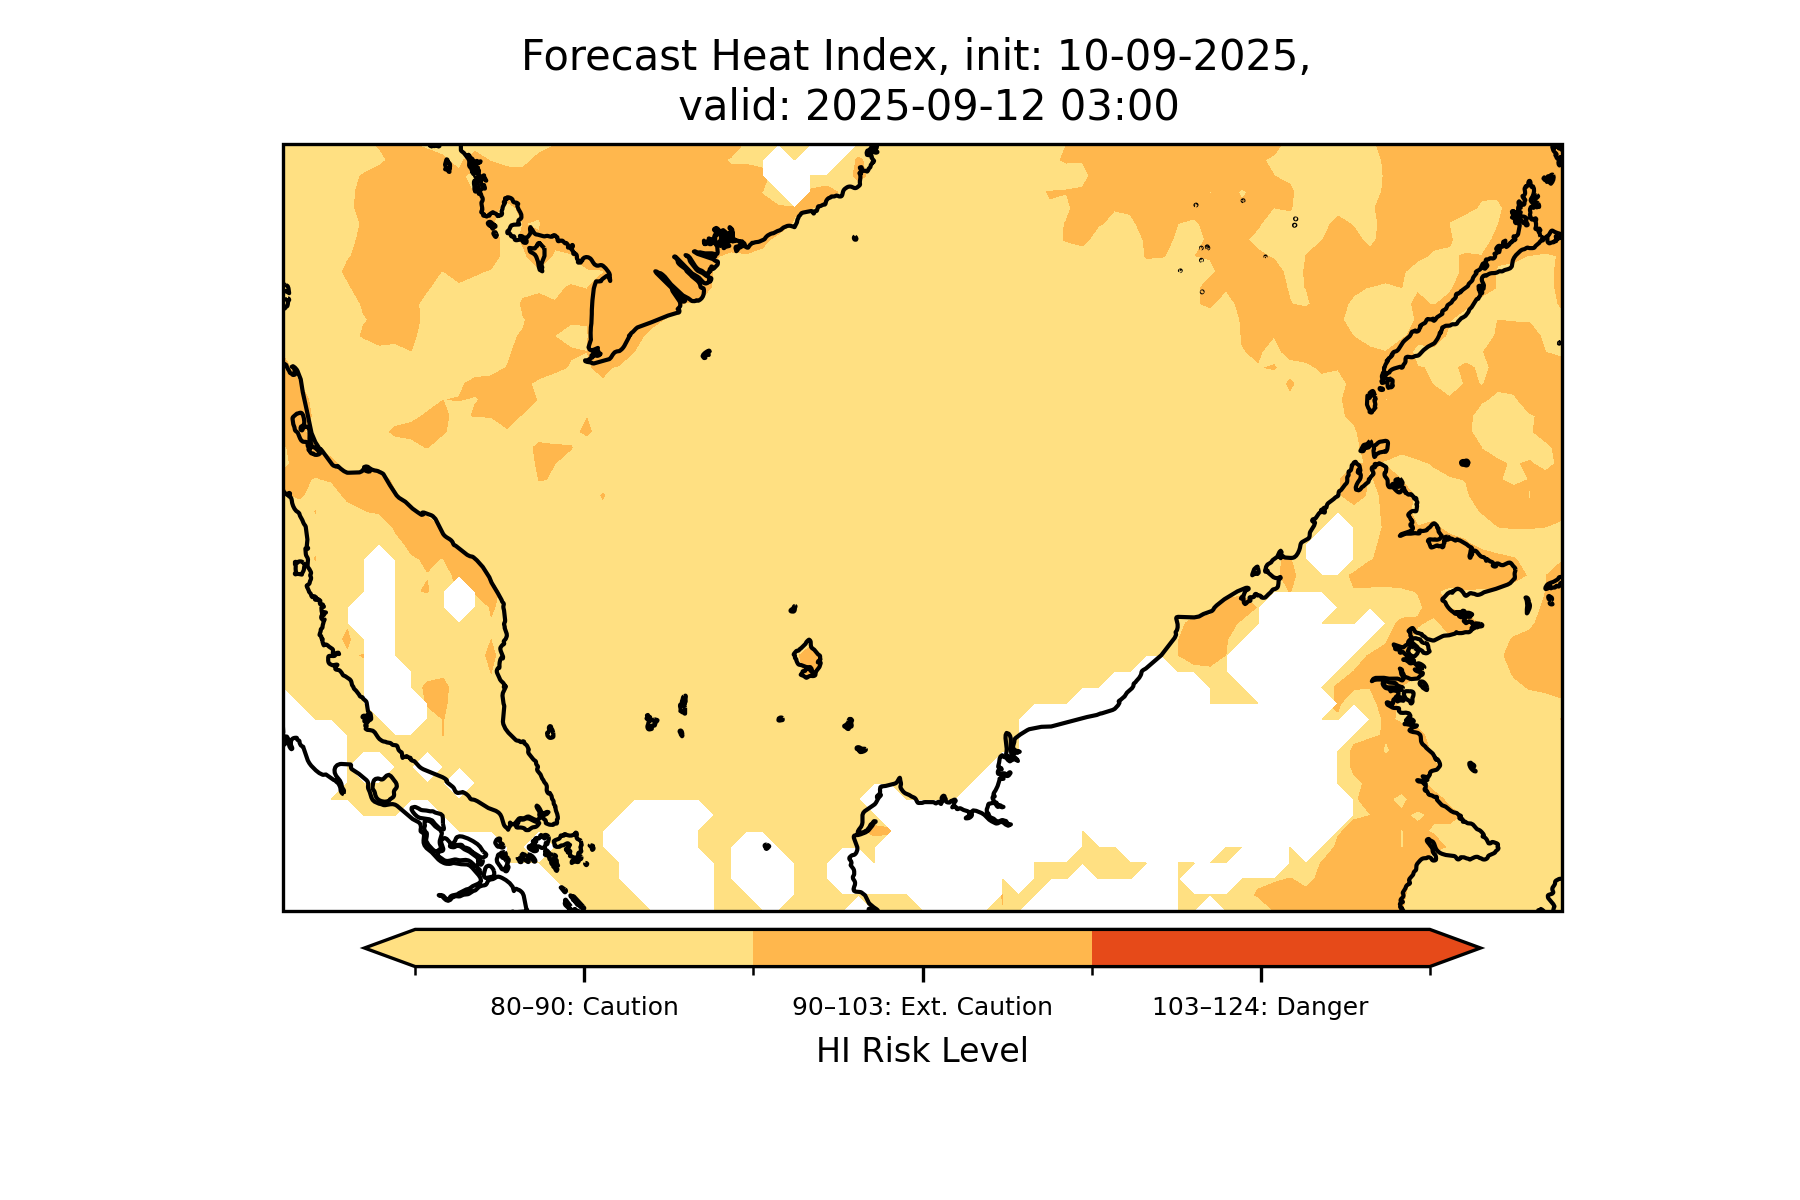 Forecast Heat Index, init: 10-09-2025,
valid: 2025-09-12 03:00
80–90: Caution
90–103: Ext. Caution
103–124: Danger
HI Risk Level